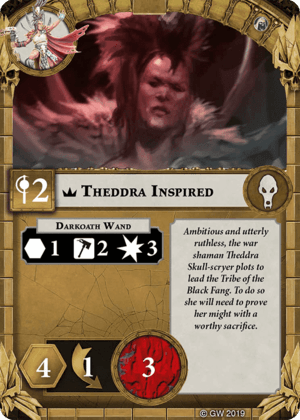 2 THEDDRA INSPIRED
DARKOATH WAND
1 2 3
Ambitious and utterly
ruthless, the war
shaman Theddra
Skull-scryer plots to
lead the Tribe of the
Black Fang. To do so
she will need to prove
her might with a
worthy sacrifice.
4 1 3
© GW 2019